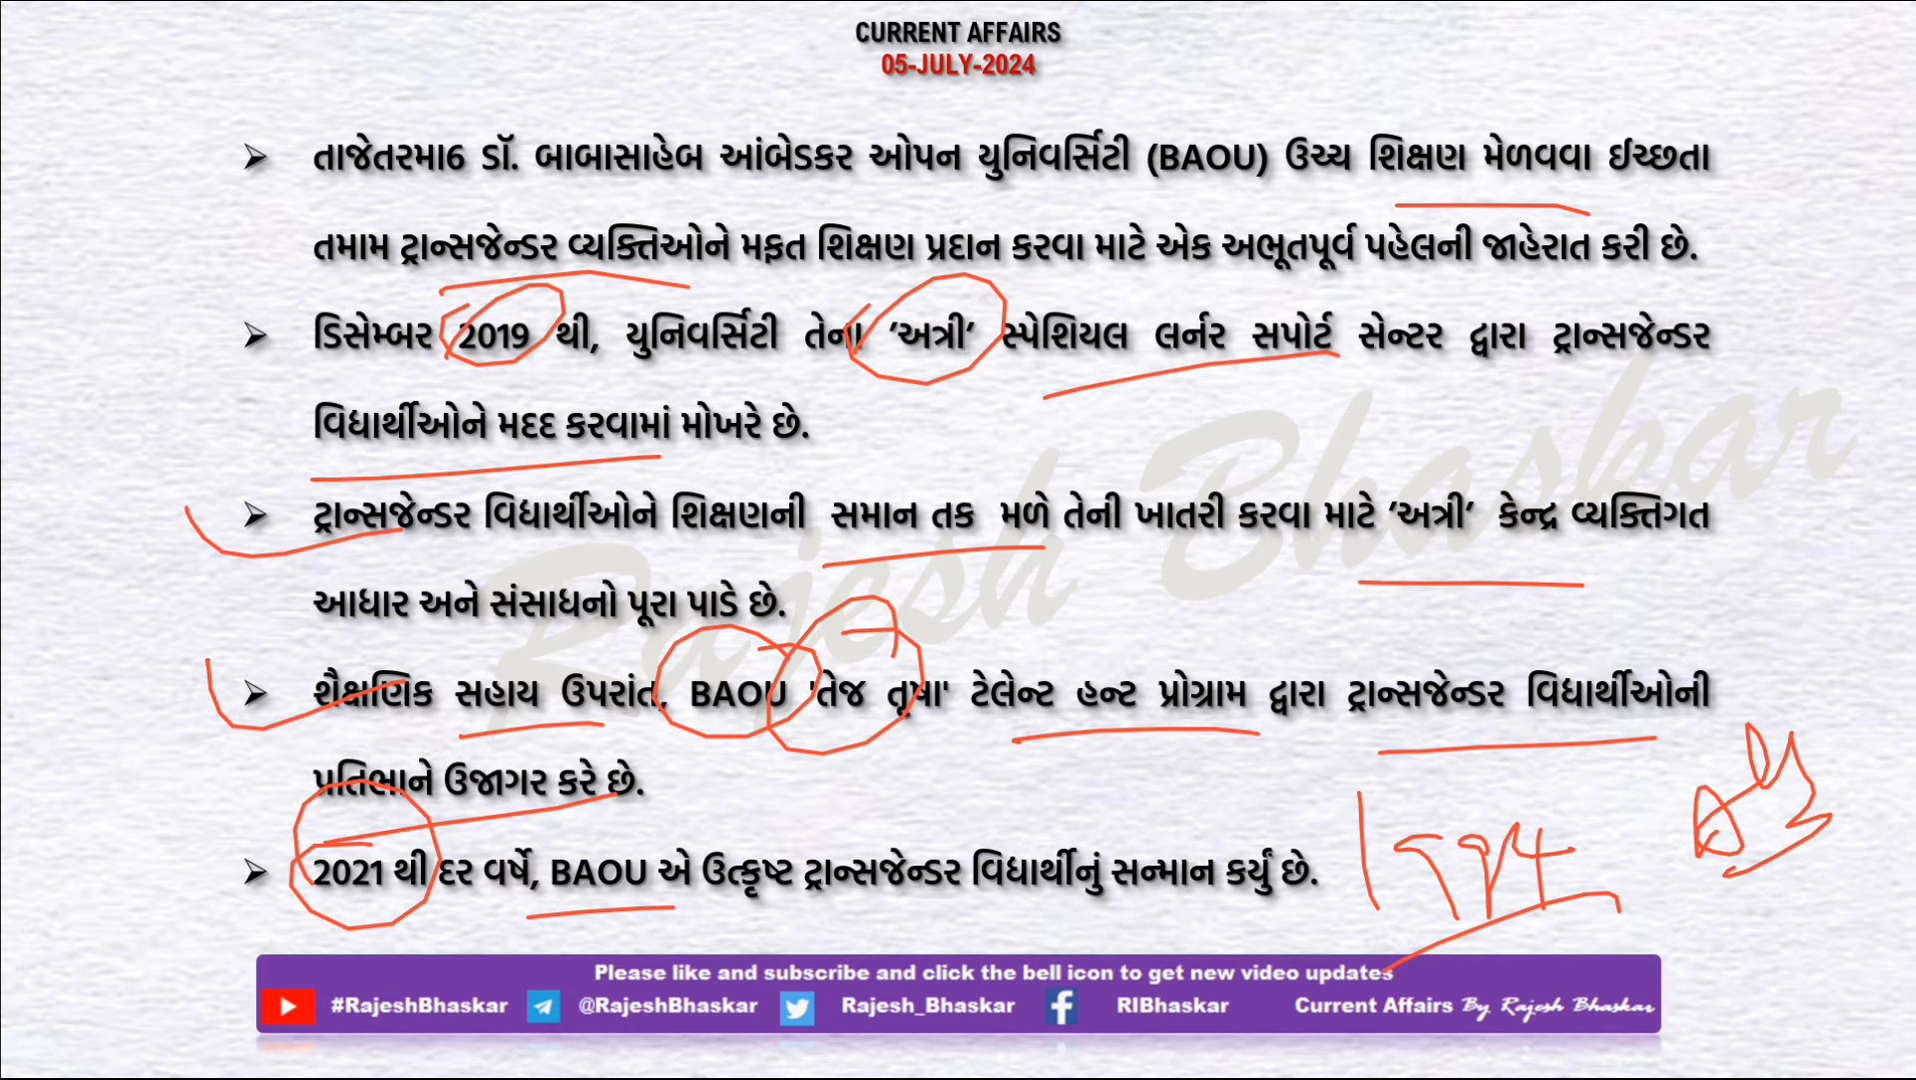 CURRENT AFFAIRS
05-JULY-2024
તાજેતરમા6 ડૉ. બાબાસાહેબ આંબેડકર ઓપન યુનિવર્સિટી (BAOU) ઉચ્ચ શિક્ષણ મેળવવા ઈચ્છતા
તમામ ટ્રાન્સજેન્ડર વ્યક્તિઓને મફત શિક્ષણ પ્રદાન કરવા માટે એક અભૂતપૂર્વ પહેલની જાહેરાત કરી છે.
ડિસેમ્બર 2019 થી, યુનિવર્સિટી તેના ’અત્રી’ સ્પેશિયલ લર્નર સપોર્ટ સેન્ટર દ્વારા ટ્રાન્સજેન્ડર
વિદ્યાર્થીઓને મદદ કરવામાં મોખરે છે.
ટ્રાન્સજેન્ડર વિદ્યાર્થીઓને શિક્ષણની સમાન તક મળે તેની ખાતરી કરવા માટે ’અત્રી’ કેન્દ્ર વ્યક્તિગત
આધાર અને સંસાધનો પૂરા પાડે છે.
શૈક્ષણિક સહાય ઉપરાંત, BAOU 'તેજ તૃષા' ટેલેન્ટ હન્ટ પ્રોગ્રામ દ્વારા ટ્રાન્સજેન્ડર વિદ્યાર્થીઓની
પ્રતિભાને ઉજાગર કરે છે.
2021 થી દર વર્ષે, BAOU એ ઉત્કૃષ્ટ ટ્રાન્સજેન્ડર વિદ્યાર્થીનું સન્માન કર્યું છે.
Rajesh Bhaskar
Please like and subscribe and click the bell icon to get new video updates
#RajeshBhaskar @RajeshBhaskar Rajesh_Bhaskar RIBhaskar Current Affairs By Rajesh Bhaskar